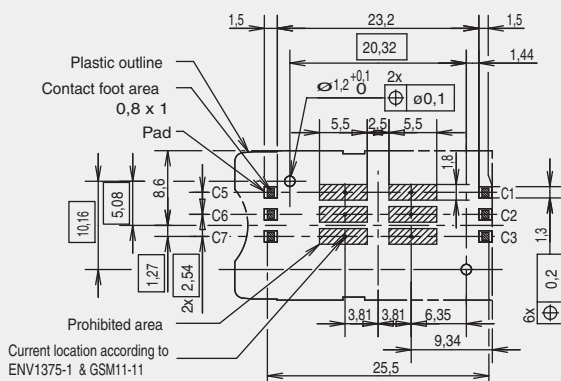 1,5
23,2
1,5
20,32
1,44
Plastic outline
Contact foot area
0,8 x 1
Pad
Ø1,2 +0,1 0
2x
⌖ ø0,1
5,5
2,5
5,5
1,8
C5
C6
C7
C1
C2
C3
10,16
5,08
8,6
1,27
2x 2,54
1,3
6x ⌖ 0,2
Prohibited area
Current location according to
ENV1375-1 & GSM11-11
3,81
3,81
6,35
9,34
25,5